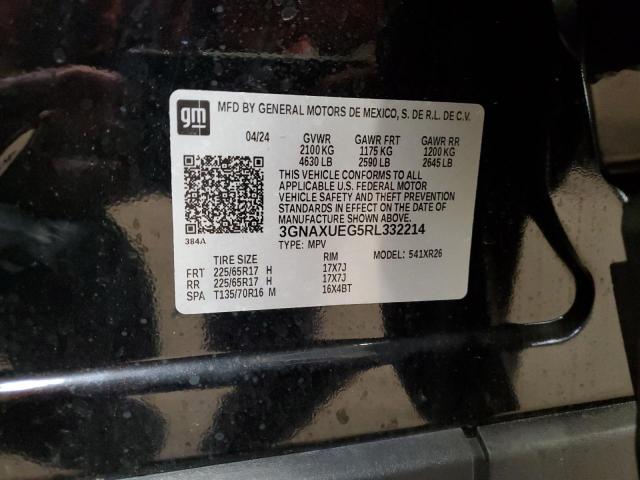 gm
MFD BY GENERAL MOTORS DE MEXICO, S. DE R.L. DE C.V.
04/24 GVWR GAWR FRT GAWR RR
2100 KG 1175 KG 1200 KG
4630 LB 2590 LB 2645 LB
THIS VEHICLE CONFORMS TO ALL
APPLICABLE U.S. FEDERAL MOTOR
VEHICLE SAFETY AND THEFT PREVENTION
STANDARDS IN EFFECT ON THE DATE OF
MANUFACTURE SHOWN ABOVE.
3GNAXUEG5RL332214
384A
TYPE: MPV MODEL: 541XR26
TIRE SIZE RIM
FRT 225/65R17 H 17X7J
RR 225/65R17 H 17X7J
SPA T135/70R16 M 16X4BT